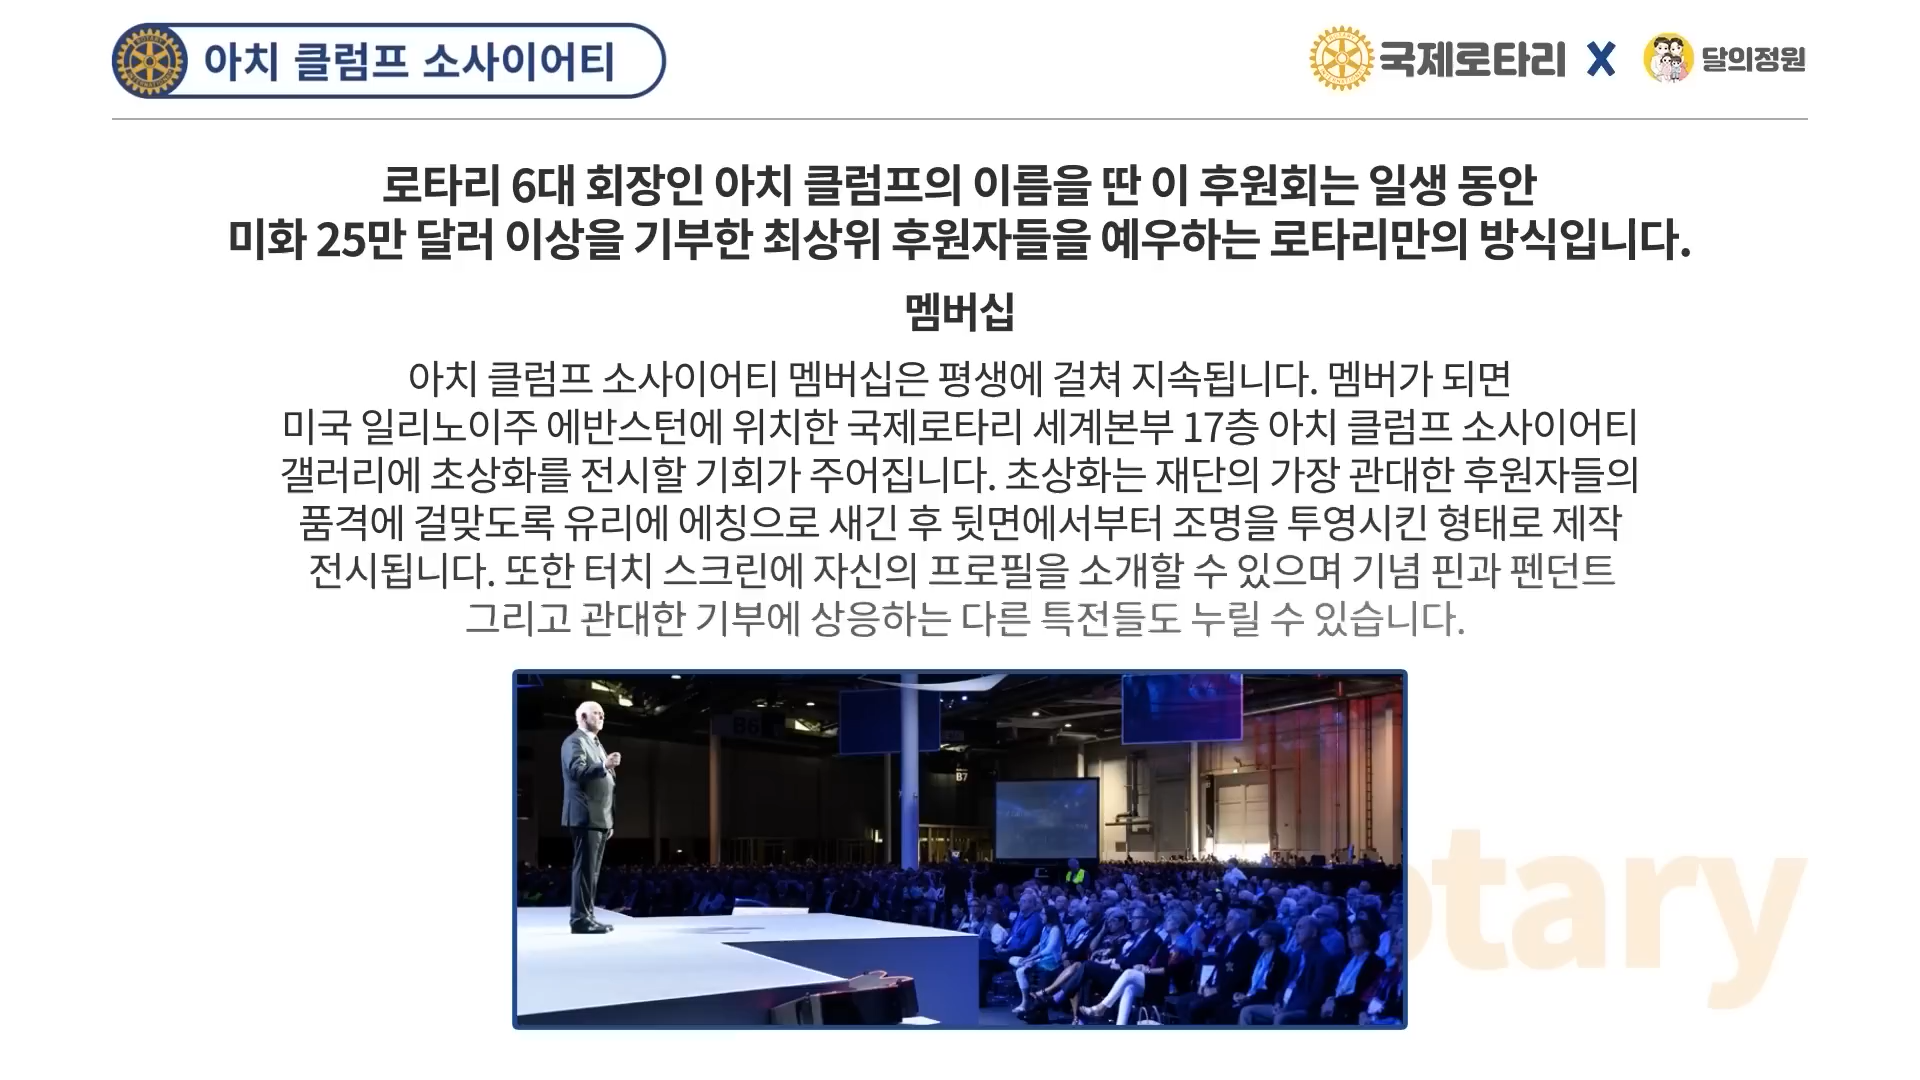 아치 클럼프 소사이어티
국제로타리 X 달의정원
로타리 6대 회장인 아치 클럼프의 이름을 딴 이 후원회는 일생 동안
미화 25만 달러 이상을 기부한 최상위 후원자들을 예우하는 로타리만의 방식입니다.
멤버십
아치 클럼프 소사이어티 멤버십은 평생에 걸쳐 지속됩니다. 멤버가 되면
미국 일리노이주 에반스턴에 위치한 국제로타리 세계본부 17층 아치 클럼프 소사이어티
갤러리에 초상화를 전시할 기회가 주어집니다. 초상화는 재단의 가장 관대한 후원자들의
품격에 걸맞도록 유리에 에칭으로 새긴 후 뒷면에서부터 조명을 투영시킨 형태로 제작
전시됩니다. 또한 터치 스크린에 자신의 프로필을 소개할 수 있으며 기념 핀과 펜던트
그리고 관대한 기부에 상응하는 다른 특전들도 누릴 수 있습니다.
B6
B7
otary